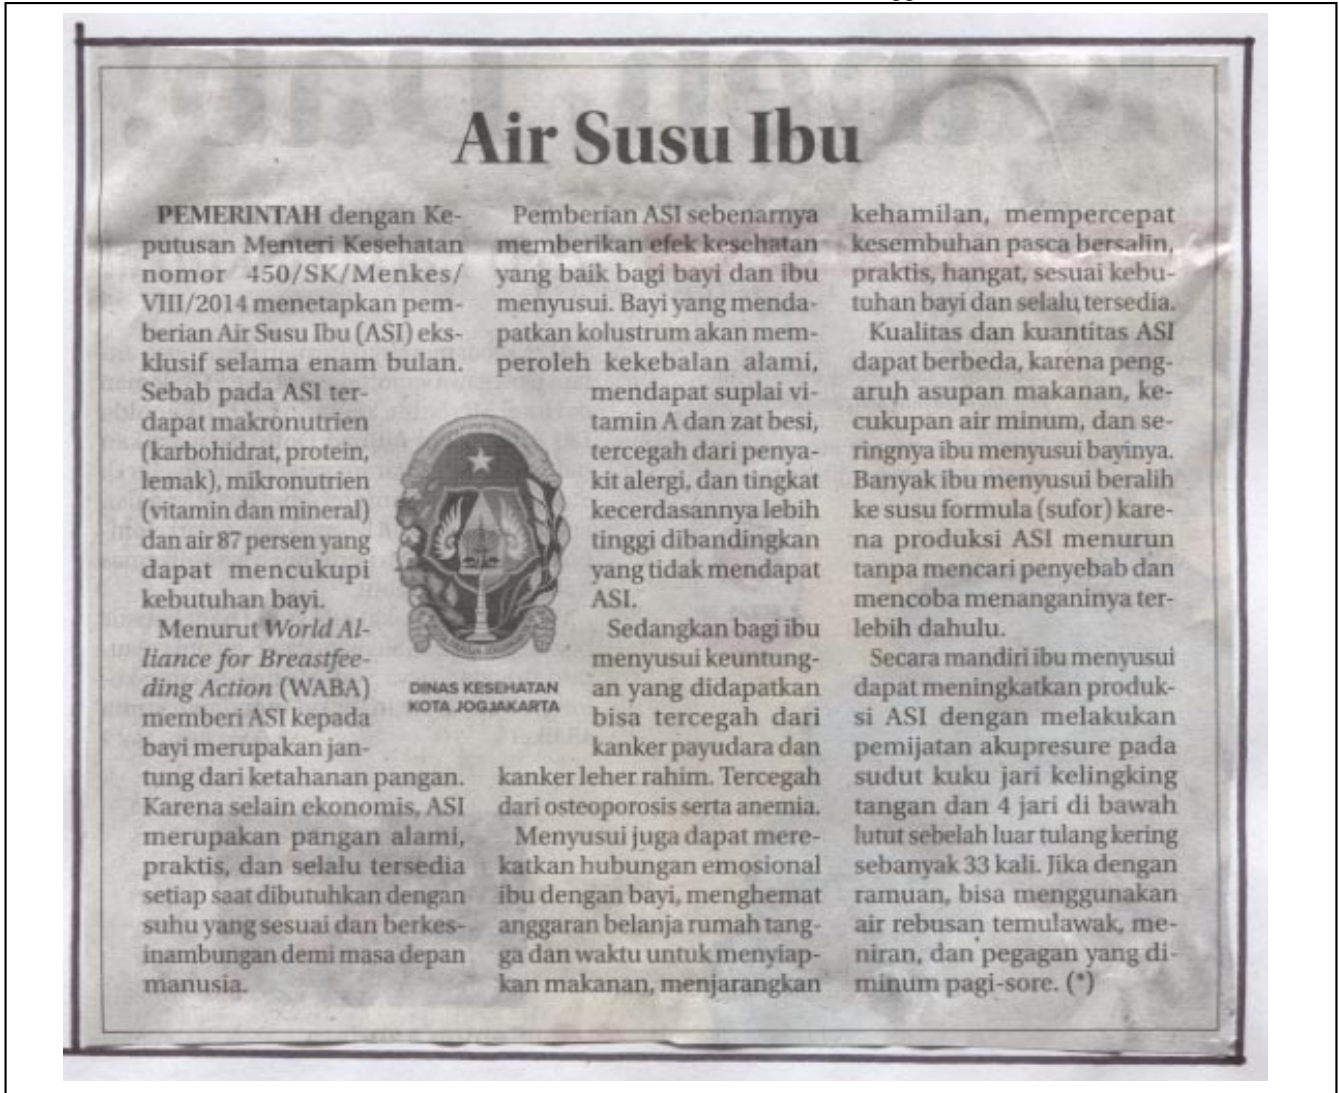 Air Susu Ibu
PEMERINTAH dengan Ke-
putusan Menteri Kesehatan
nomor 450/SK/Menkes/
VIII/2014 menetapkan pem-
berian Air Susu Ibu (ASI) eks-
klusif selama enam bulan.
Sebab pada ASI ter-
dapat makronutrien
(karbohidrat, protein,
lemak), mikronutrien
(vitamin dan mineral)
dan air 87 persen yang
dapat mencukupi
kebutuhan bayi.
Menurut World Al-
liance for Breastfee-
ding Action (WABA)
memberi ASI kepada
bayi merupakan jan-
tung dari ketahanan pangan.
Karena selain ekonomis, ASI
merupakan pangan alami,
praktis, dan selalu tersedia
setiap saat dibutuhkan dengan
suhu yang sesuai dan berkes-
inambungan demi masa depan
manusia.
DINAS KESEHATAN
KOTA JOGJAKARTA
Pemberian ASI sebenarnya
memberikan efek kesehatan
yang baik bagi bayi dan ibu
menyusui. Bayi yang menda-
patkan kolustrum akan mem-
peroleh kekebalan alami,
mendapat suplai vi-
tamin A dan zat besi,
tercegah dari penya-
kit alergi, dan tingkat
kecerdasannya lebih
tinggi dibandingkan
yang tidak mendapat
ASI.
Sedangkan bagi ibu
menyusui keuntung-
an yang didapatkan
bisa tercegah dari
kanker payudara dan
kanker leher rahim. Tercegah
dari osteoporosis serta anemia.
Menyusui juga dapat mere-
katkan hubungan emosional
ibu dengan bayi, menghemat
anggaran belanja rumah tang-
ga dan waktu untuk menyiap-
kan makanan, menjarangkan
kehamilan, mempercepat
kesembuhan pasca bersalin,
praktis, hangat, sesuai kebu-
tuhan bayi dan selalu tersedia.
Kualitas dan kuantitas ASI
dapat berbeda, karena peng-
aruh asupan makanan, ke-
cukupan air minum, dan se-
ringnya ibu menyusui bayinya.
Banyak ibu menyusui beralih
ke susu formula (sufor) kare-
na produksi ASI menurun
tanpa mencari penyebab dan
mencoba menanganinya ter-
lebih dahulu.
Secara mandiri ibu menyusui
dapat meningkatkan produk-
si ASI dengan melakukan
pemijatan akupresure pada
sudut kuku jari kelingking
tangan dan 4 jari di bawah
lutut sebelah luar tulang kering
sebanyak 33 kali. Jika dengan
ramuan, bisa menggunakan
air rebusan temulawak, me-
niran, dan pegagan yang di-
minum pagi-sore. (*)